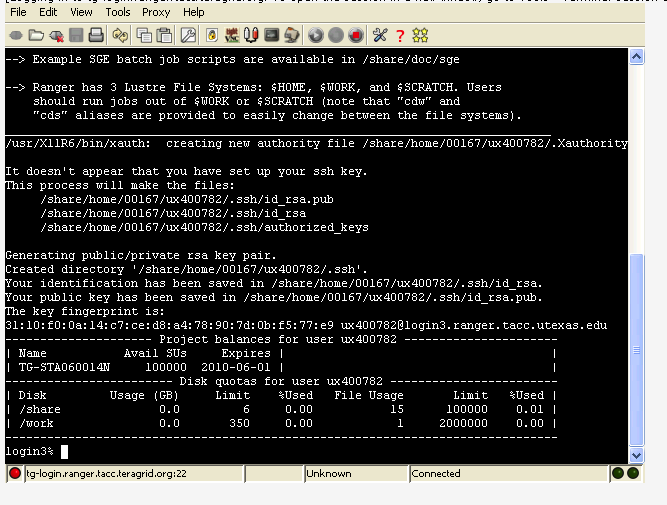 File Edit Tools Proxy Help
--> Example SGE batch job scripts are available in /share/doc/sge
--> Ranger has 3 Lustre File Systems: $HOME, $WORK, and $SCRATCH. Users
should run jobs out of $WORK or $SCRATCH (note that "cdw" and
"cds" aliases are provided to easily change between the file systems).
/usr/X11R6/bin/xauth: creating new authority file /share/home/00167/ux400782/.Xauthority
It doesn't appear that you have set up your ssh key.
This process will make the files:
/share/home/00167/ux400782/.ssh/id_rsa.pub
/share/home/00167/ux400782/.ssh/id_rsa
/share/home/00167/ux400782/.ssh/authorized_keys
Generating public/private rsa key pair.
Created directory '/share/home/00167/ux400782/.ssh'.
Your identification has been saved in /share/home/00167/ux400782/.ssh/id_rsa.
Your public key has been saved in /share/home/00167/ux400782/.ssh/id_rsa.pub.
The key fingerprint is:
31:10:f0:0a:14:c7:ce:d8:a4:78:90:7d:0b:f5:77:e9 ux400782@login3.ranger.tacc.utexas.edu
--------------------- Project balances for user ux400782 ----------------------
| Name Avail SUs Expires | |
| TG-STA060014N 100000 2010-06-01 | |
------------------------ Disk quotas for user ux400782 ------------------------
| Disk Usage (GB) Limit %Used File Usage Limit %Used |
| /share 0.0 6 0.00 15 100000 0.01 |
| /work 0.0 350 0.00 1 2000000 0.00 |
-------------------------------------------------------------------------------
login3%
tg-login.ranger.tacc.teragrid.org:22 Unknown Connected